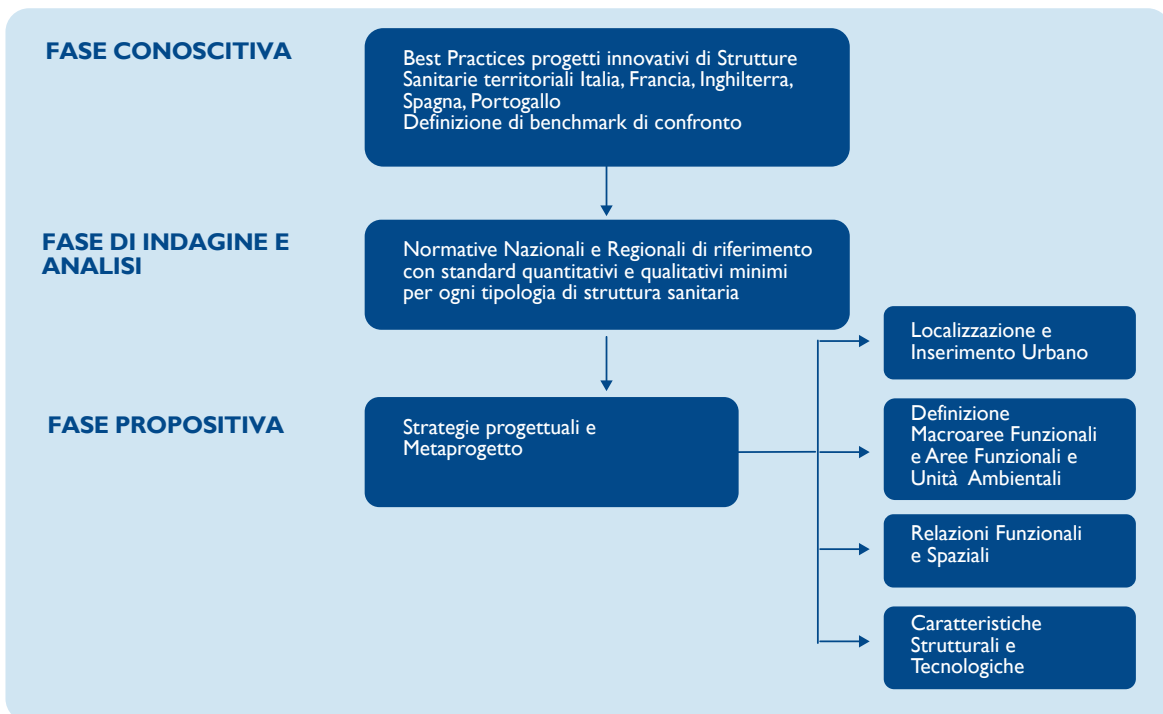 FASE CONOSCITIVA
Best Practices progetti innovativi di Strutture
Sanitarie territoriali Italia, Francia, Inghilterra,
Spagna, Portogallo
Definizione di benchmark di confronto
FASE DI INDAGINE E
ANALISI
Normative Nazionali e Regionali di riferimento
con standard quantitativi e qualitativi minimi
per ogni tipologia di struttura sanitaria
FASE PROPOSITIVA
Strategie progettuali e
Metaprogetto
Localizzazione e
Inserimento Urbano
Definizione
Macroaree Funzionali
e Aree Funzionali e
Unità Ambientali
Relazioni Funzionali
e Spaziali
Caratteristiche
Strutturali e
Tecnologiche